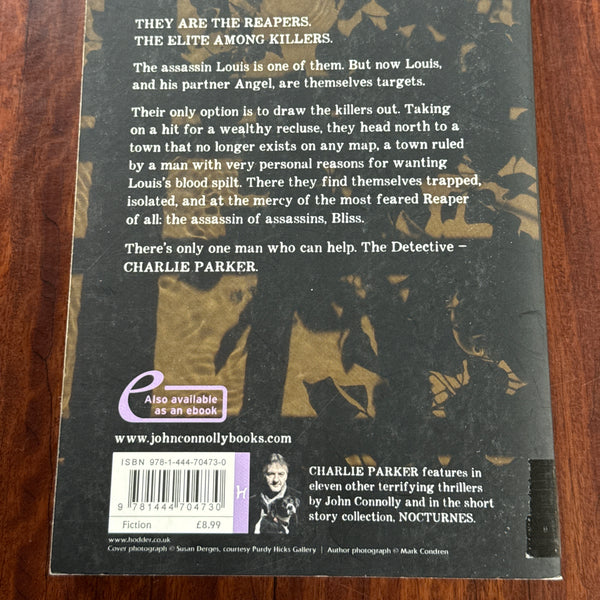 THEY ARE THE REAPERS.
THE ELITE AMONG KILLERS.
The assassin Louis is one of them. But now Louis,
and his partner Angel, are themselves targets.
Their only option is to draw the killers out. Taking
on a hit for a wealthy recluse, they head north to a
town that no longer exists on any map, a town ruled
by a man with very personal reasons for wanting
Louis's blood spilt. There they find themselves trapped,
isolated, and at the mercy of the most feared Reaper
of all: the assassin of assassins, Bliss.
There's only one man who can help. The Detective –
CHARLIE PARKER.
e
Also available
as an ebook
www.johnconnollybooks.com
ISBN 978-1-444-70473-0
9 781444 704730
Fiction £8.99
H
CHARLIE PARKER features in
eleven other terrifying thrillers
by John Connolly and in the short
story collection, NOCTURNES.
www.hodder.co.uk
Cover photograph © Susan Derges, courtesy Purdy Hicks Gallery | Author photograph © Mark Condren